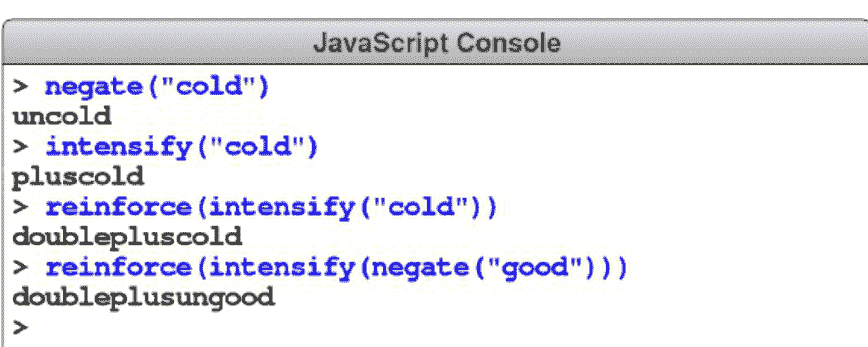 JavaScript Console
> negate("cold")
uncold
> intensify("cold")
pluscold
> reinforce(intensify("cold"))
doublepluscold
> reinforce(intensify(negate("good")))
doubleplusungood
>